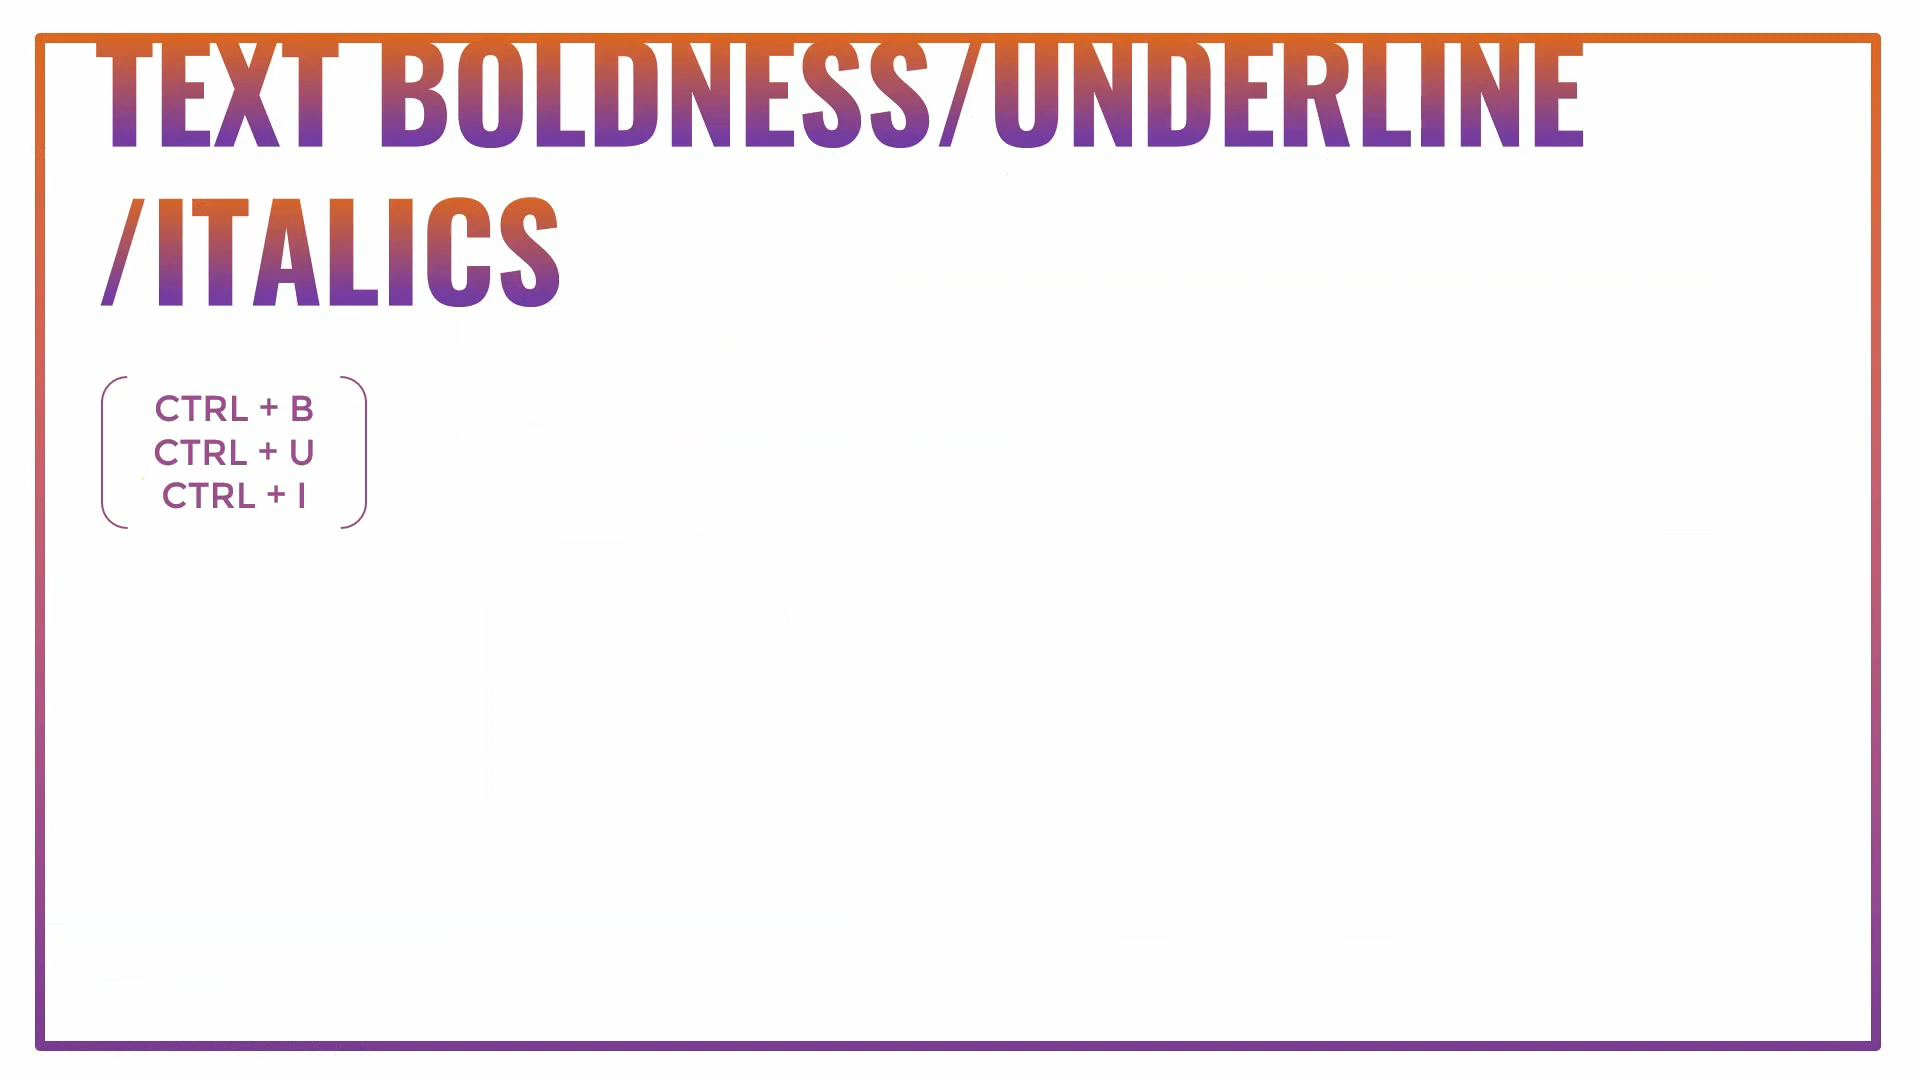 TEXT BOLDNESS/UNDERLINE
/ITALICS
CTRL + B
CTRL + U
CTRL + I